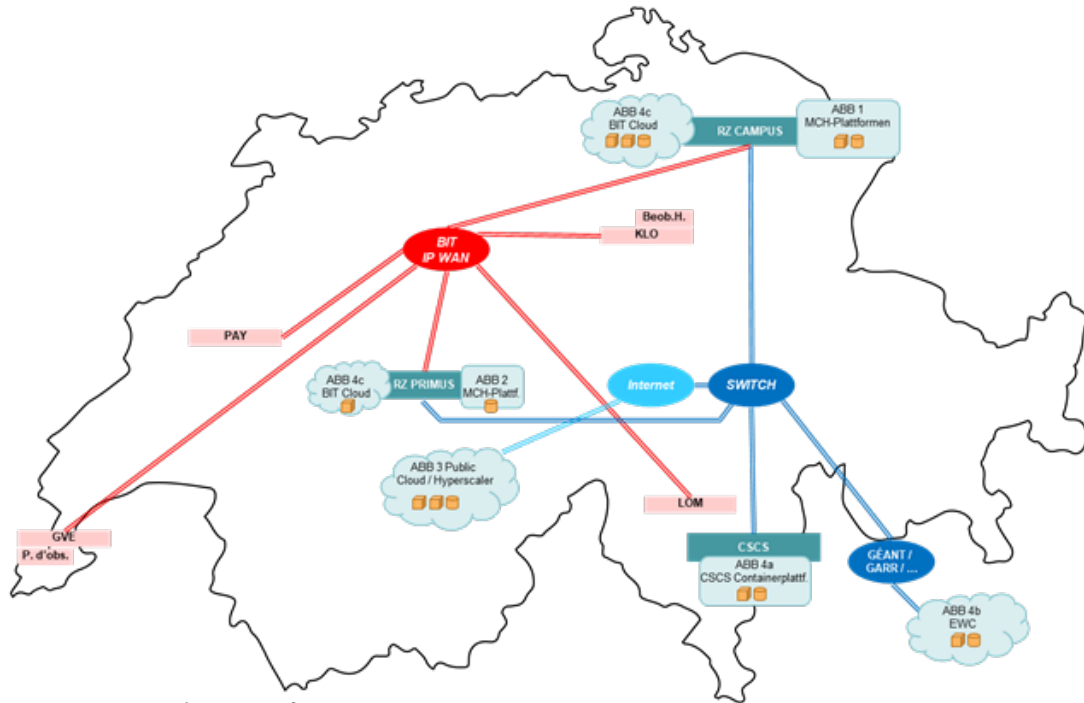 ABB 4c
BIT Cloud
RZ CAMPUS
ABB 1
MCH-Plattformen
Beob.H.
KLO
BIT
IP WAN
PAY
ABB 4c
BIT Cloud
RZ PRIMUS
ABB 2
MCH-Plattf.
Internet
SWITCH
ABB 3 Public
Cloud / Hyperscaler
LOM
GVE
P. d'obs.
CSCS
ABB 4a
CSCS Containerplattf.
GÉANT /
GARR / ...
ABB 4b
EWC